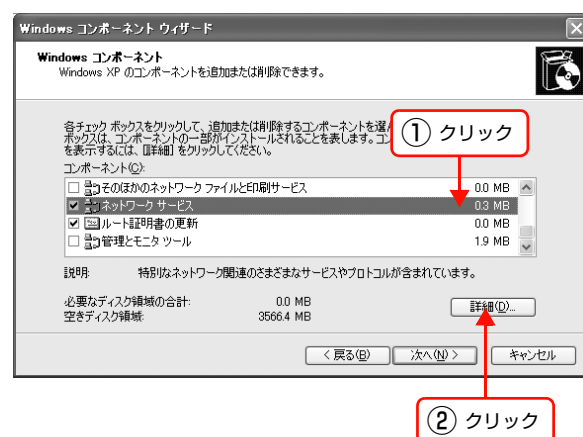 Windows コンポーネント ウィザード
Windows コンポーネント
Windows XP のコンポーネントを追加または削除できます。
各チェック ボックスをクリックして、追加または削除するコンポーネントを選
ボックスは、コンポーネントの一部がインストールされることを表します。コン
を表示するには、[詳細] をクリックしてください。
① クリック
コンポーネント(C):
そのほかのネットワーク ファイルと印刷サービス 0.0 MB
ネットワーク サービス 0.3 MB
ルート証明書の更新 0.0 MB
管理とモニタ ツール 1.9 MB
説明: 特別なネットワーク関連のさまざまなサービスやプロトコルが含まれています。
必要なディスク領域の合計: 0.0 MB
空きディスク領域: 3566.4 MB
詳細(D)...
< 戻る(B) 次へ(N) > キャンセル
② クリック